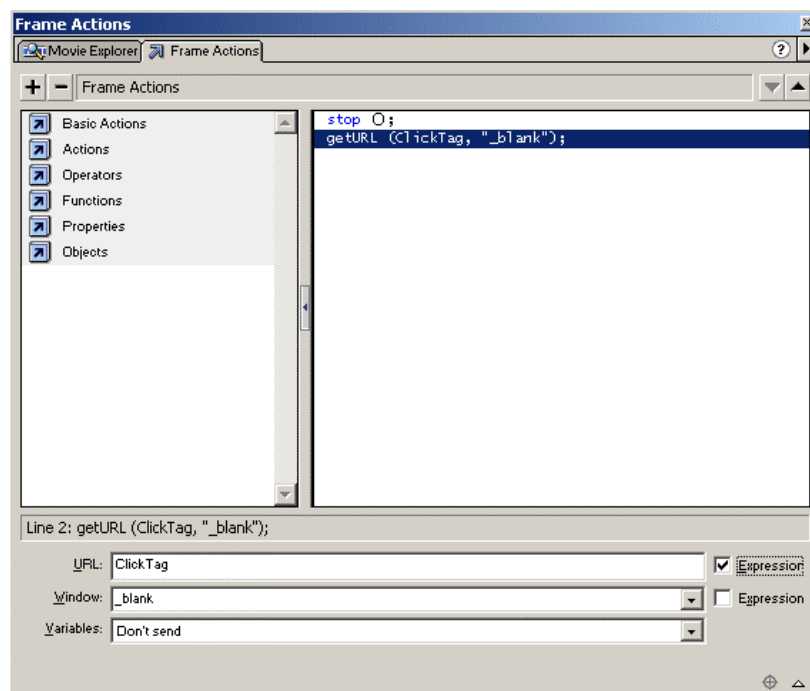 Frame Actions
Movie Explorer Frame Actions ?
+ − Frame Actions
Basic Actions
Actions
Operators
Functions
Properties
Objects
stop ();
getURL (ClickTag, "_blank");
Line 2: getURL (ClickTag, "_blank");
URL: ClickTag Expression
Window: _blank Expression
Variables: Don't send